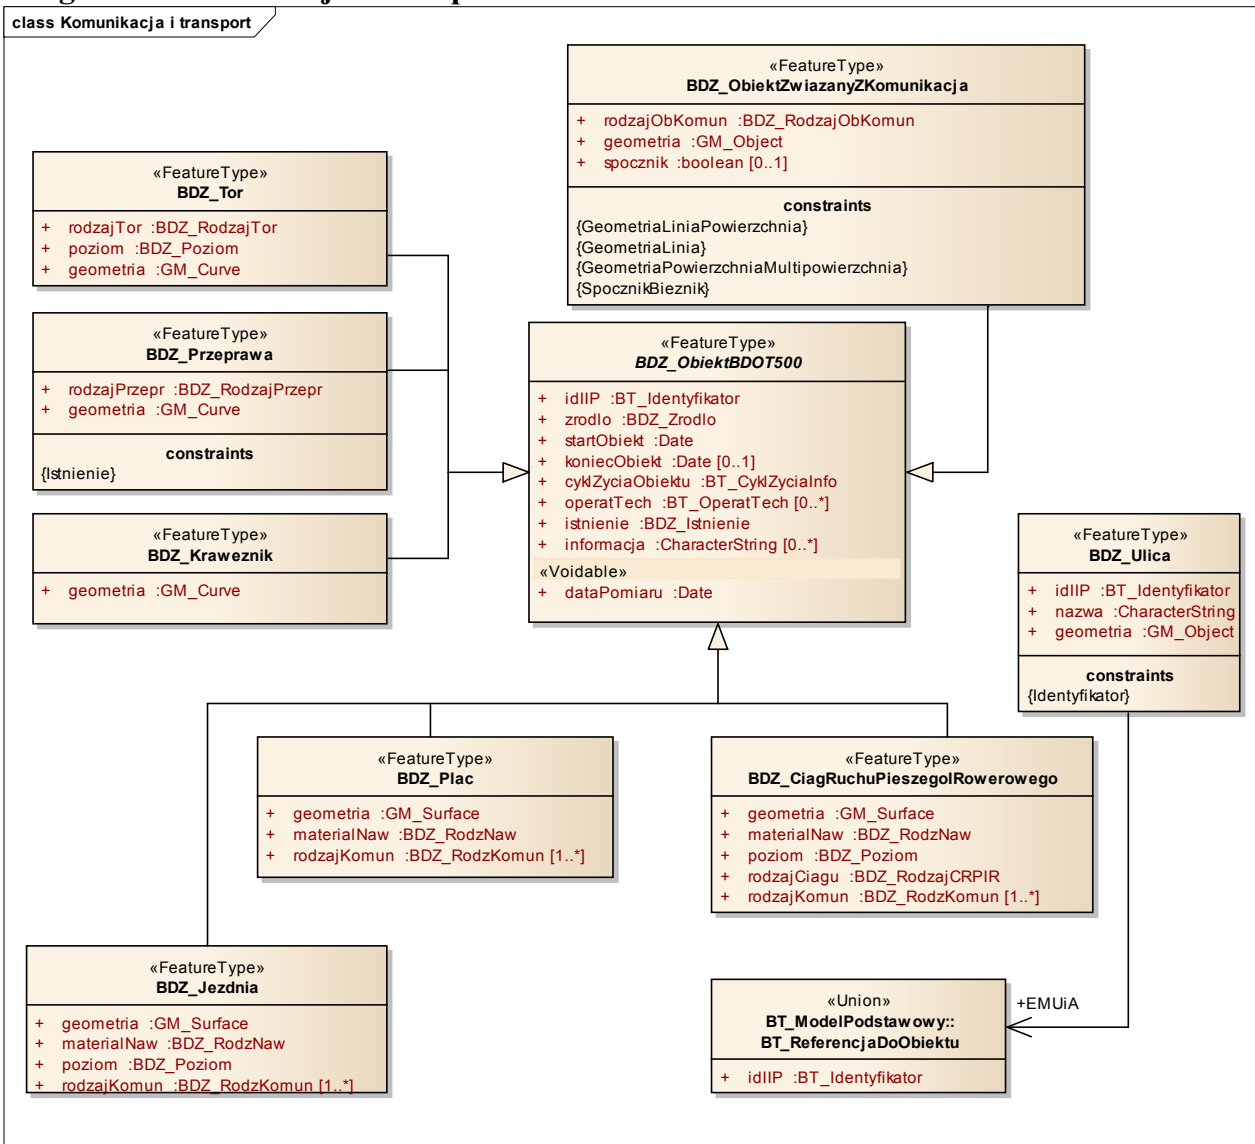 class Komunikacja i transport
«FeatureType»
BDZ_ObiektZwiazanyZKomunikacja
+ rodzajObKomun :BDZ_RodzajObKomun
+ geometria :GM_Object
+ spocznik :boolean [0..1]
constraints
{GeometriaLiniaPowierzchnia}
{GeometriaLinia}
{GeometriaPowierzchniaMultipowierzchnia}
{SpocznikBieznik}
«FeatureType»
BDZ_Tor
+ rodzajTor :BDZ_RodzajTor
+ poziom :BDZ_Poziom
+ geometria :GM_Curve
«FeatureType»
BDZ_Przeprawa
+ rodzajPrzepr :BDZ_RodzajPrzepr
+ geometria :GM_Curve
constraints
{Istnienie}
«FeatureType»
BDZ_Kraweznik
+ geometria :GM_Curve
«FeatureType»
BDZ_ObiektBDOT500
+ idIIP :BT_Identyfikator
+ zrodlo :BDZ_Zrodlo
+ startObiekt :Date
+ koniecObiekt :Date [0..1]
+ cyklZyciaObiektu :BT_CyklZyciaInfo
+ operatTech :BT_OperatTech [0..*]
+ istnienie :BDZ_Istnienie
+ informacja :CharacterString [0..*]
«Voidable»
+ dataPomiaru :Date
«FeatureType»
BDZ_Ulica
+ idIIP :BT_Identyfikator
+ nazwa :CharacterString
+ geometria :GM_Object
constraints
{Identyfikator}
«FeatureType»
BDZ_Plac
+ geometria :GM_Surface
+ materialNaw :BDZ_RodzNaw
+ rodzajKomun :BDZ_RodzKomun [1..*]
«FeatureType»
BDZ_CiagRuchuPieszegoIRowerowego
+ geometria :GM_Surface
+ materialNaw :BDZ_RodzNaw
+ poziom :BDZ_Poziom
+ rodzajCiagu :BDZ_RodzajCRPIR
+ rodzajKomun :BDZ_RodzKomun [1..*]
«FeatureType»
BDZ_Jezdnia
+ geometria :GM_Surface
+ materialNaw :BDZ_RodzNaw
+ poziom :BDZ_Poziom
+ rodzajKomun :BDZ_RodzKomun [1..*]
«Union»
BT_ModelPodstawowy::
BT_ReferencjaDoObiektu
+ idIIP :BT_Identyfikator
+EMUiA